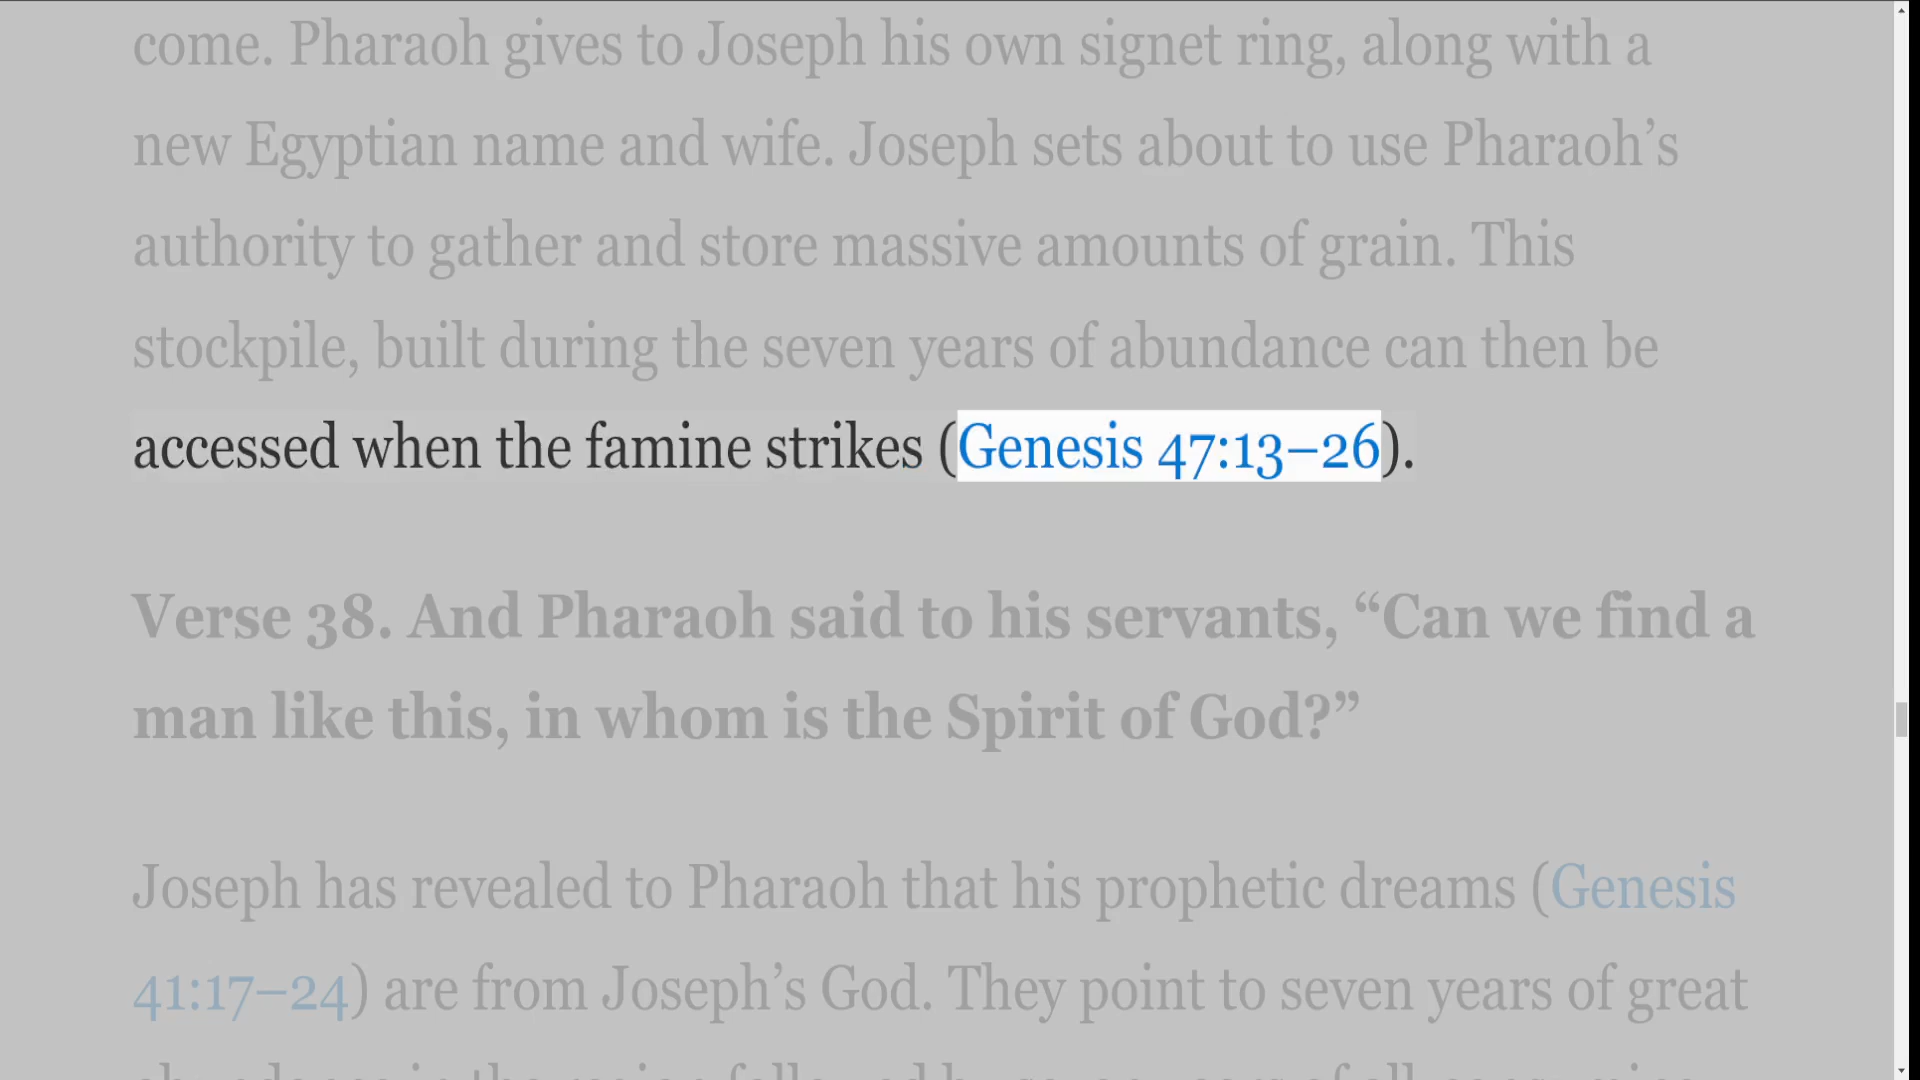 come. Pharaoh gives to Joseph his own signet ring, along with a
new Egyptian name and wife. Joseph sets about to use Pharaoh’s
authority to gather and store massive amounts of grain. This
stockpile, built during the seven years of abundance can then be
accessed when the famine strikes (Genesis 47:13–26).
Verse 38. And Pharaoh said to his servants, “Can we find a
man like this, in whom is the Spirit of God?”
Joseph has revealed to Pharaoh that his prophetic dreams (Genesis
41:17–24) are from Joseph’s God. They point to seven years of great